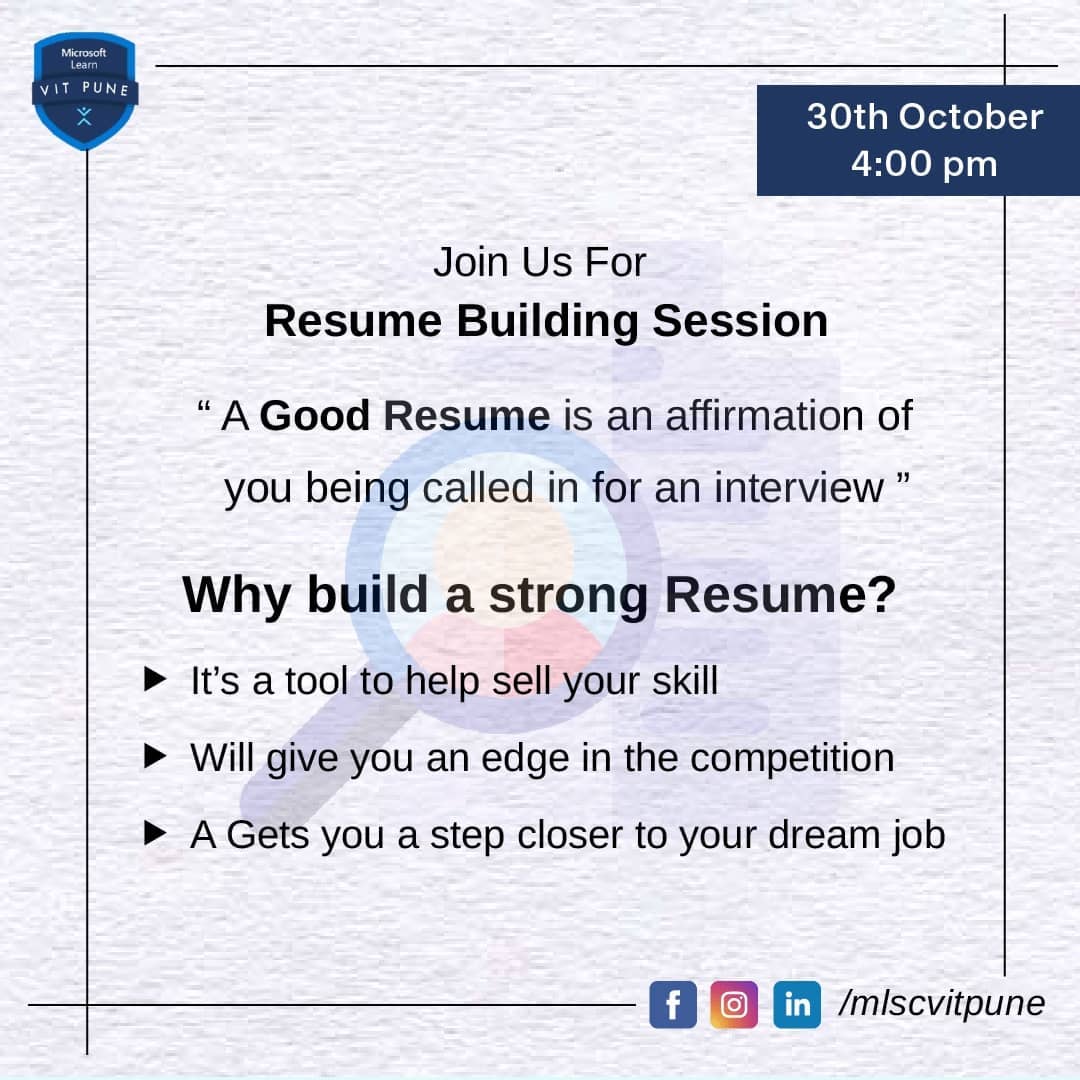 Microsoft
Learn
VIT PUNE
30th October
4:00 pm
Join Us For
Resume Building Session
“ A Good Resume is an affirmation of
you being called in for an interview ”
Why build a strong Resume?
It’s a tool to help sell your skill
Will give you an edge in the competition
A Gets you a step closer to your dream job
/mlscvitpune